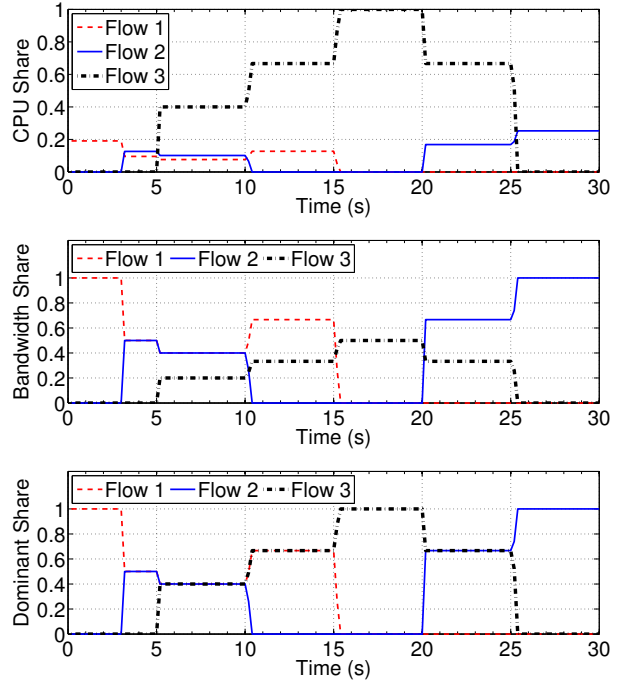 CPU Share
1
0.8
0.6
0.4
0.2
0
Flow 1
Flow 2
Flow 3
0 5 10 15 20 25 30
Time (s)
Bandwidth Share
Flow 1 Flow 2 Flow 3
1
0.8
0.6
0.4
0.2
0
0 5 10 15 20 25 30
Time (s)
Dominant Share
Flow 1 Flow 2 Flow 3
1
0.8
0.6
0.4
0.2
0
0 5 10 15 20 25 30
Time (s)